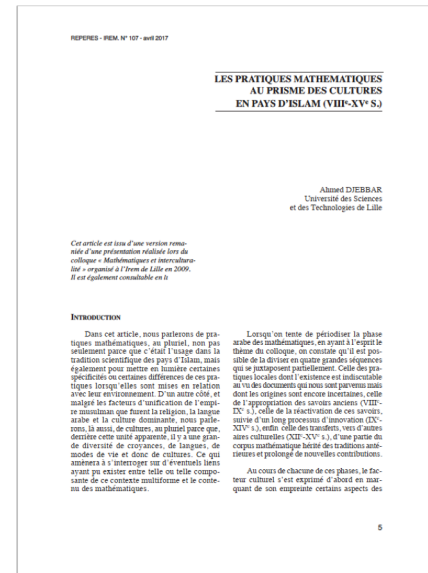 REPERES - IREM. N° 107 - avril 2017
LES PRATIQUES MATHEMATIQUES
AU PRISME DES CULTURES
EN PAYS D'ISLAM (VIIIᵉ-XVᵉ S.)
Ahmed DJEBBAR
Université des Sciences
et des Technologies de Lille
Cet article est issu d'une version rema-
niée d'une présentation réalisée lors du
colloque « Mathématiques et intercultura-
lité » organisé à l'Irem de Lille en 2009.
Il est également consultable en li
INTRODUCTION
Dans cet article, nous parlerons de pra-
tiques mathématiques, au pluriel, non pas
seulement parce que c'était l'usage dans la
tradition scientifique des pays d'Islam, mais
également pour mettre en lumière certaines
spécificités ou certaines différences de ces pra-
tiques lorsqu'elles sont mises en relation
avec leur environnement. D'un autre côté, et
malgré les facteurs d'unification de l'empi-
re musulman que furent la religion, la langue
arabe et la culture dominante, nous parle-
rons, là aussi, de cultures, au pluriel parce que,
derrière cette unité apparente, il y a une gran-
de diversité de croyances, de langues, de
modes de vie et donc de cultures. Ce qui
amènera à s'interroger sur d'éventuels liens
ayant pu exister entre telle ou telle compo-
sante de ce contexte multiforme et le conte-
nu des mathématiques.
Lorsqu'on tente de périodiser la phase
arabe des mathématiques, en ayant à l'esprit le
thème du colloque, on constate qu'il est pos-
sible de la diviser en quatre grandes séquences
qui se juxtaposent partiellement. Celle des pra-
tiques locales dont l'existence est indiscutable
au vu des documents qui nous sont parvenus mais
dont les origines sont encore incertaines, celle
de l'appropriation des savoirs anciens (VIIIᵉ-
IXᵉ s.), celle de la réactivation de ces savoirs,
suivie d'un long processus d'innovation (IXᵉ-
XIVᵉ s.), enfin celle des transferts, vers d'autres
aires culturelles (XIIᵉ-XVᵉ s.), d'une partie du
corpus mathématique hérité des traditions anté-
rieures et prolongé de nouvelles contributions.
Au cours de chacune de ces phases, le fac-
teur culturel s'est exprimé d'abord en mar-
quant de son empreinte certains aspects des
5